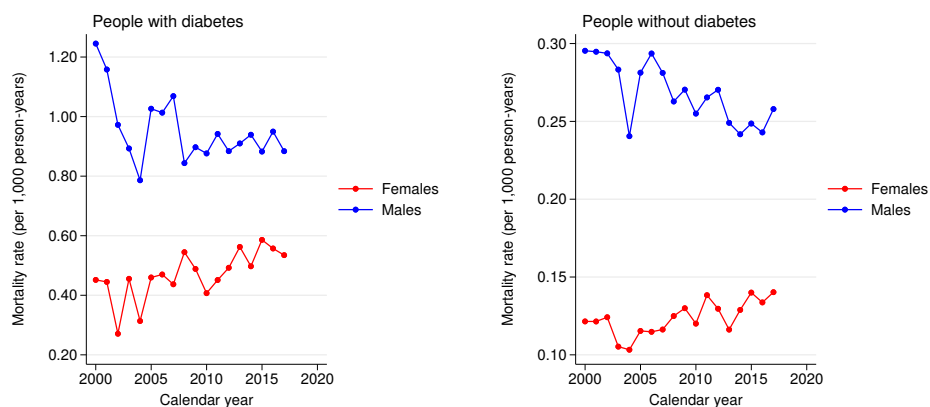 People with diabetes
Mortality rate (per 1,000 person-years)
1.20
1.00
0.80
0.60
0.40
0.20
2000 2005 2010 2015 2020
Calendar year
Females
Males
People without diabetes
Mortality rate (per 1,000 person-years)
0.30
0.25
0.20
0.15
0.10
2000 2005 2010 2015 2020
Calendar year
Females
Males